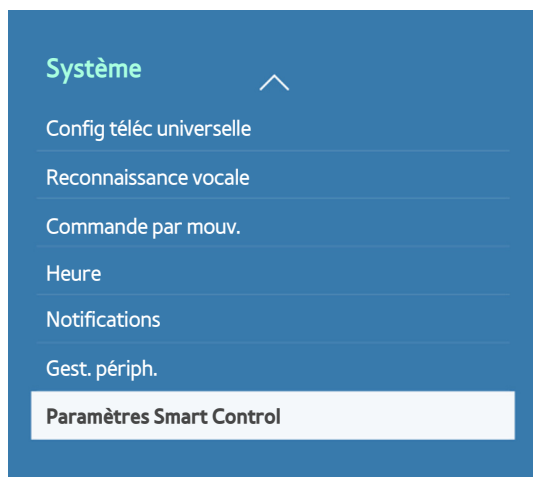 Système
Config téléc universelle
Reconnaissance vocale
Commande par mouv.
Heure
Notifications
Gest. périph.
Paramètres Smart Control